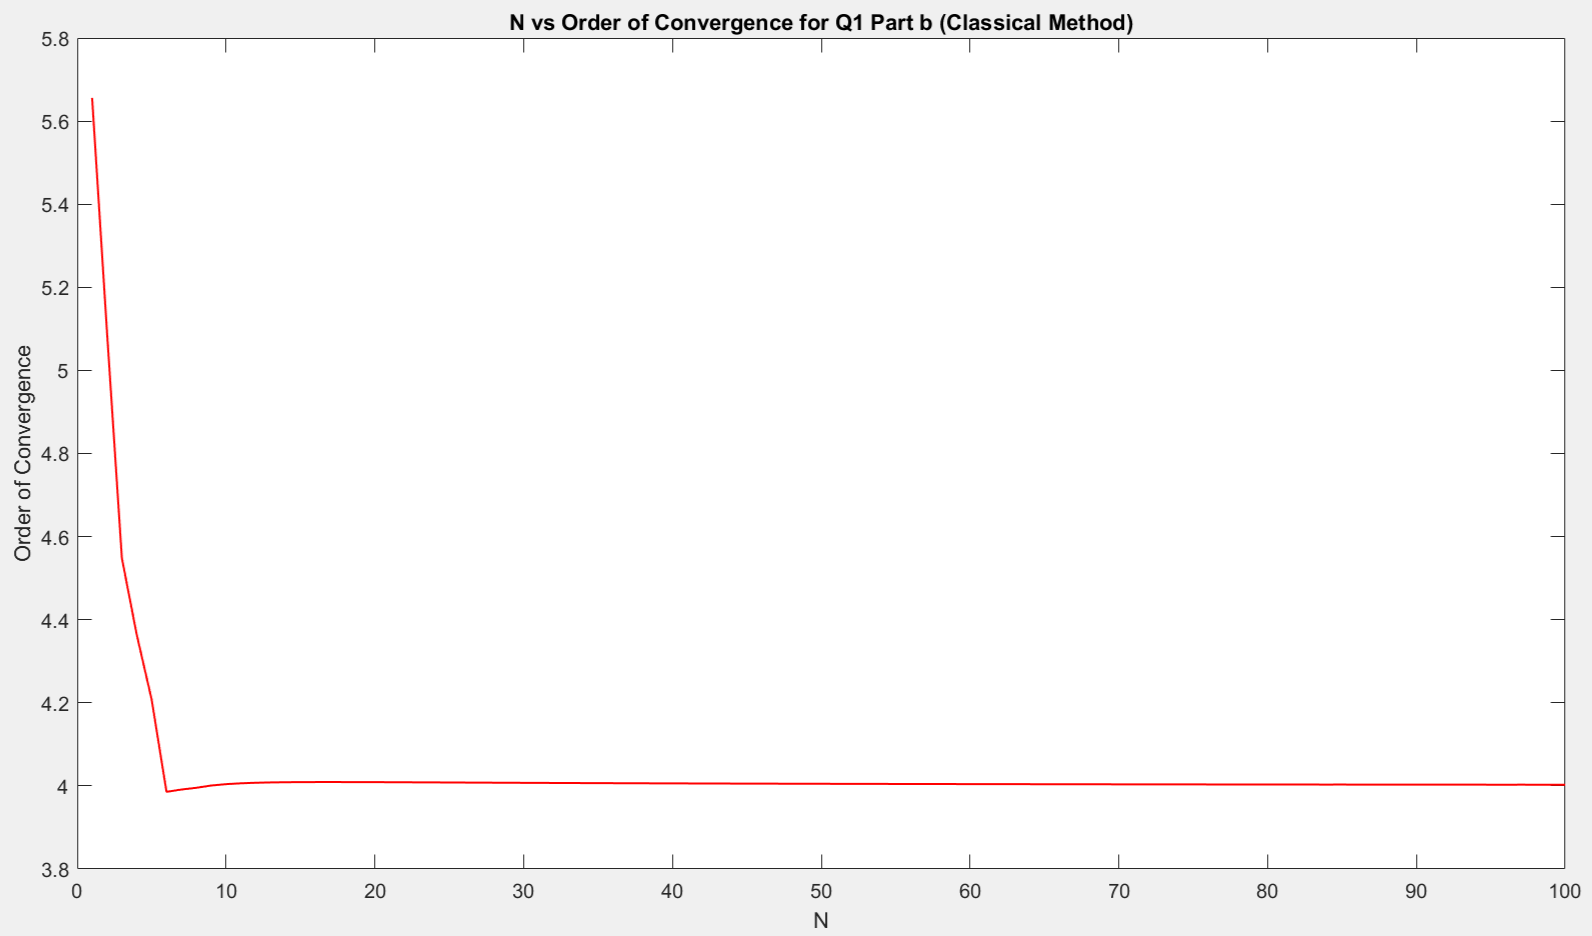 N vs Order of Convergence for Q1 Part b (Classical Method)
5.8
5.6
5.4
5.2
5
4.8
4.6
4.4
4.2
4
3.8
Order of Convergence
0 10 20 30 40 50 60 70 80 90 100
N